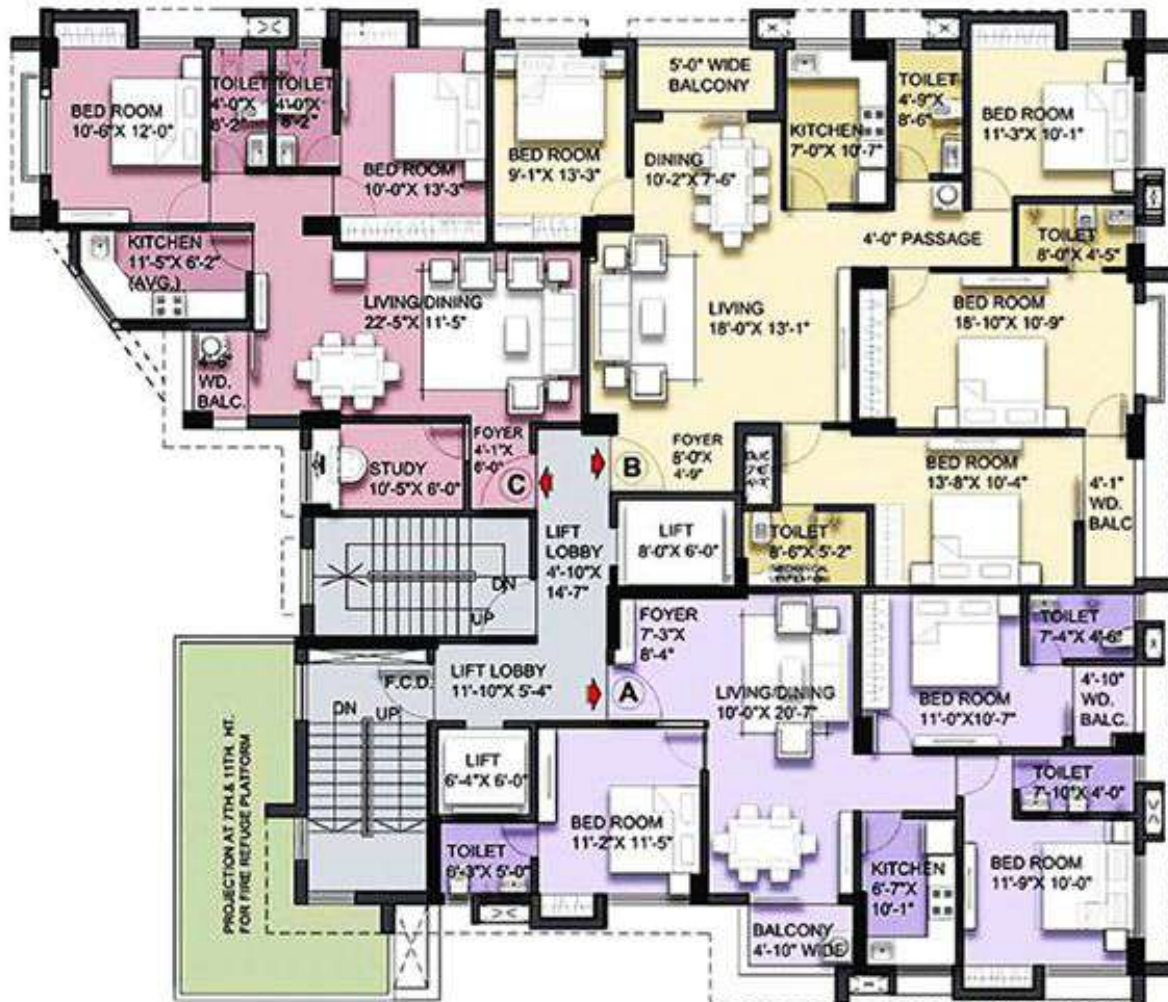 BED ROOM
10'-6"X 12'-0"
TOILET
4'-0"X
8'-2"
TOILET
4'-0"X
8'-2"
BED ROOM
10'-0"X 13'-3"
BED ROOM
9'-1"X 13'-3"
5'-0" WIDE
BALCONY
DINING
10'-2"X 7'-6"
KITCHEN
7'-0"X 10'-7"
TOILET
4'-9"X
8'-6"
BED ROOM
11'-3"X 10'-1"
KITCHEN
11'-5"X 6'-2"
(AVG.)
LIVING/DINING
22'-5"X 11'-5"
LIVING
18'-0"X 13'-1"
4'-0" PASSAGE
TOILET
8'-0"X 4'-5"
BED ROOM
18'-10"X 10'-9"
WD.
BALC.
STUDY
10'-5"X 6'-0"
FOYER
4'-1"X
6'-0"
C
B
FOYER
8'-0"X
4'-9"
BED ROOM
13'-8"X 10'-4"
4'-1"
WD.
BALC
LIFT
LOBBY
4'-10"X
14'-7"
LIFT
8'-0"X 6'-0"
TOILET
8'-6"X 5'-2"
DN
UP
FOYER
7'-3"X
8'-4"
LIFT LOBBY
11'-10"X 5'-4"
F.C.D.
A
LIVING/DINING
10'-0"X 20'-7"
BED ROOM
11'-0"X10'-7"
TOILET
7'-4"X 4'-6"
4'-10"
WD.
BALC.
DN
UP
LIFT
6'-4"X 6'-0"
BED ROOM
11'-2"X 11'-5"
TOILET
6'-3"X 5'-0"
TOILET
7'-10"X 4'-0"
BED ROOM
11'-9"X 10'-0"
KITCHEN
6'-7"X
10'-1"
BALCONY
4'-10" WIDE
PROJECTION AT 7TH.& 11TH. HT.
FOR FIRE REFUGE PLATFORM